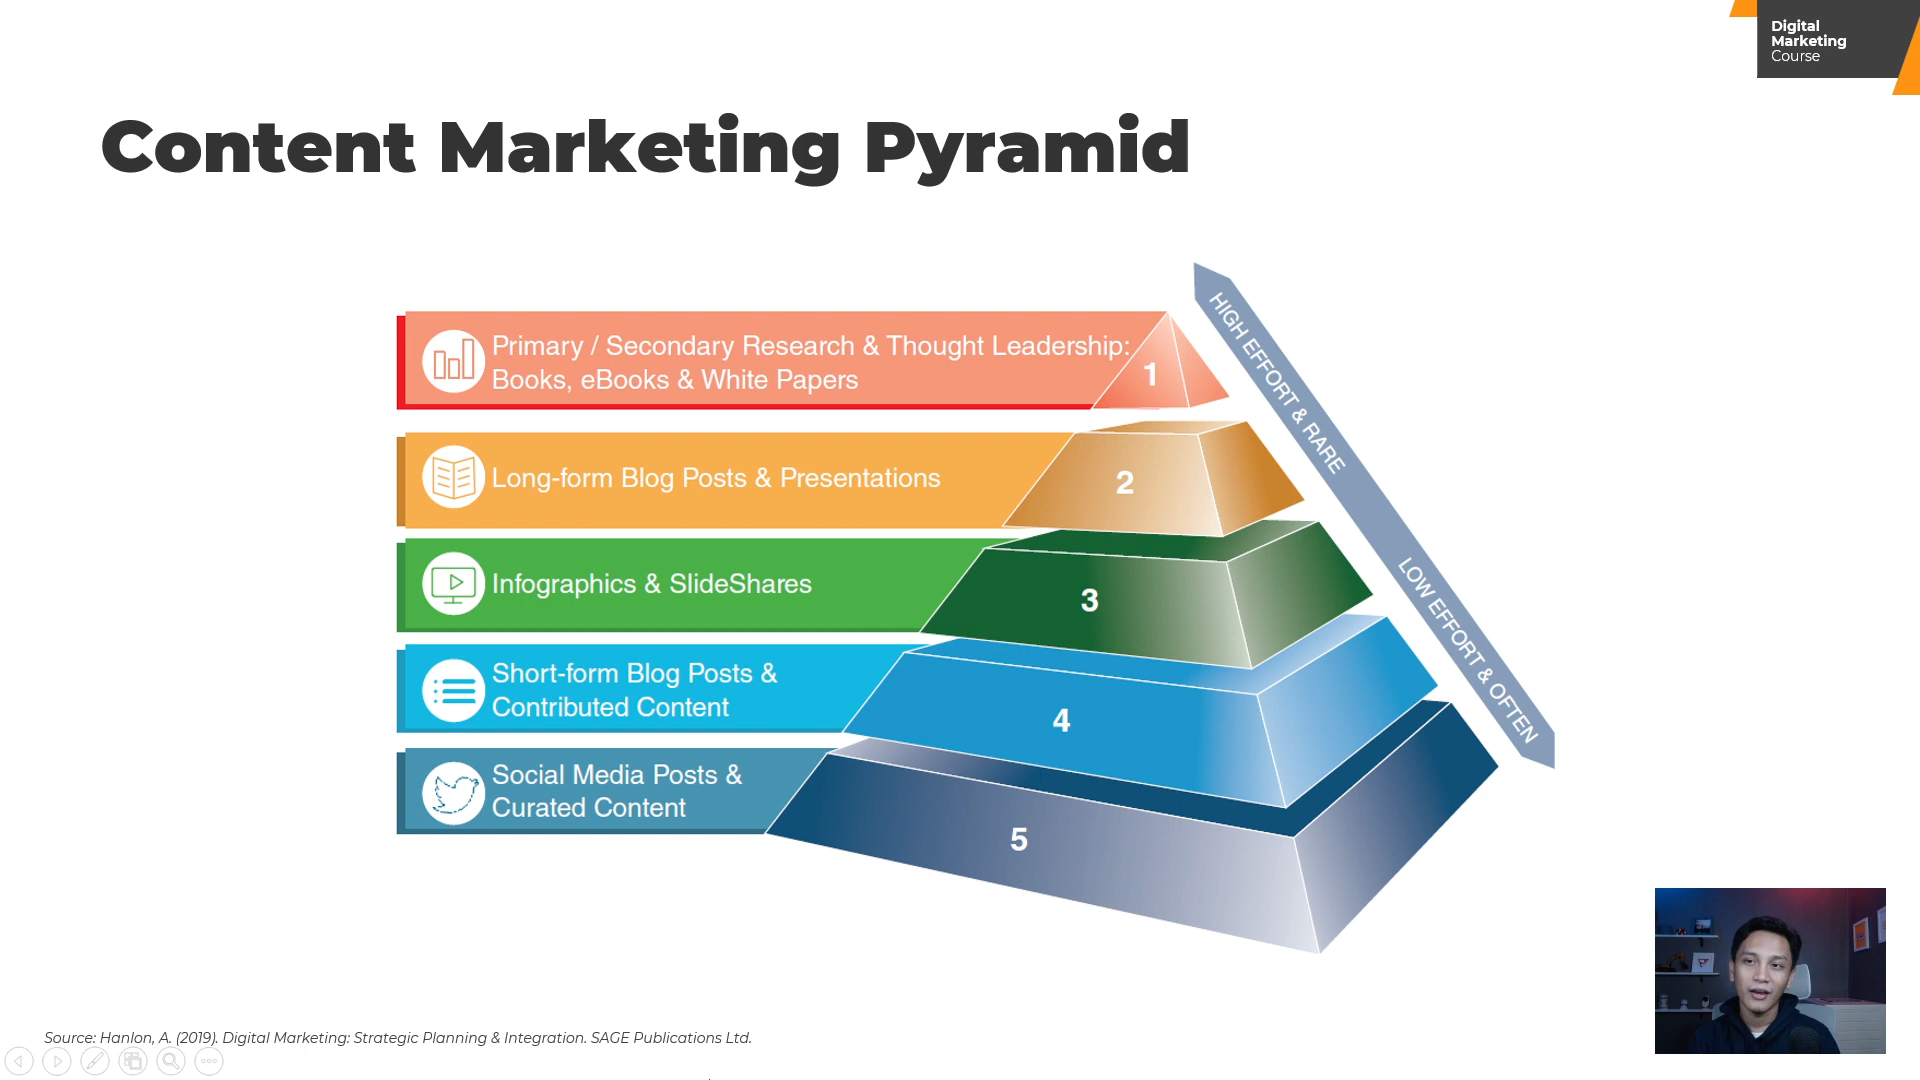 Digital
Marketing
Course
Content Marketing Pyramid
Primary / Secondary Research & Thought Leadership:
Books, eBooks & White Papers
1
Long-form Blog Posts & Presentations
2
Infographics & SlideShares
3
Short-form Blog Posts &
Contributed Content
4
Social Media Posts &
Curated Content
5
HIGH EFFORT & RARE
LOW EFFORT & OFTEN
Source: Hanlon, A. (2019). Digital Marketing: Strategic Planning & Integration. SAGE Publications Ltd.